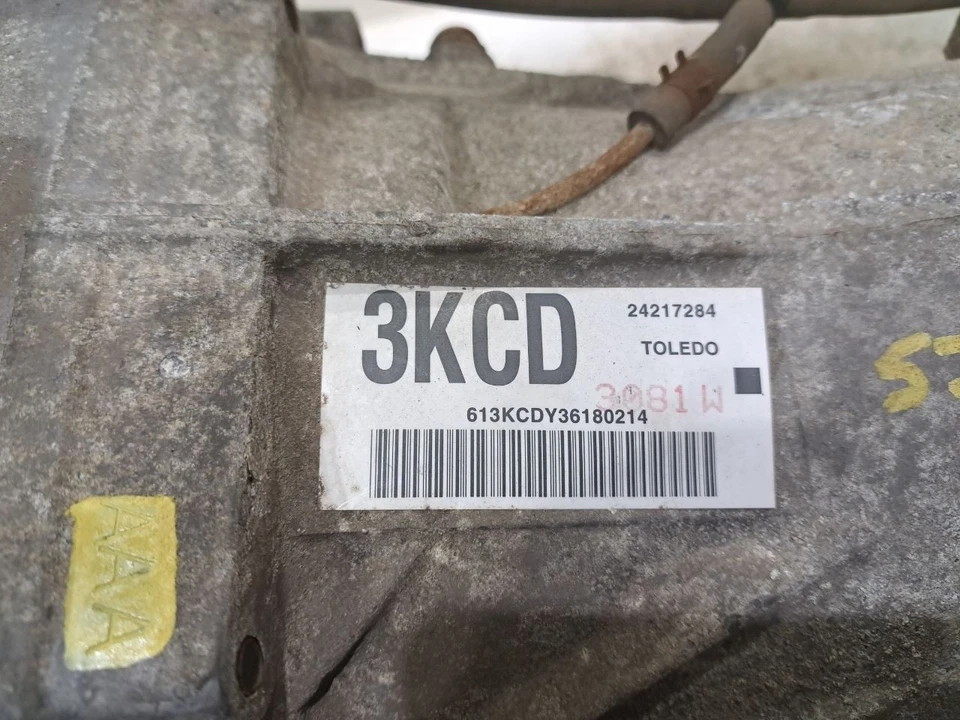 3KCD
24217284
TOLEDO
3081 W
613KCDY36180214
AAA